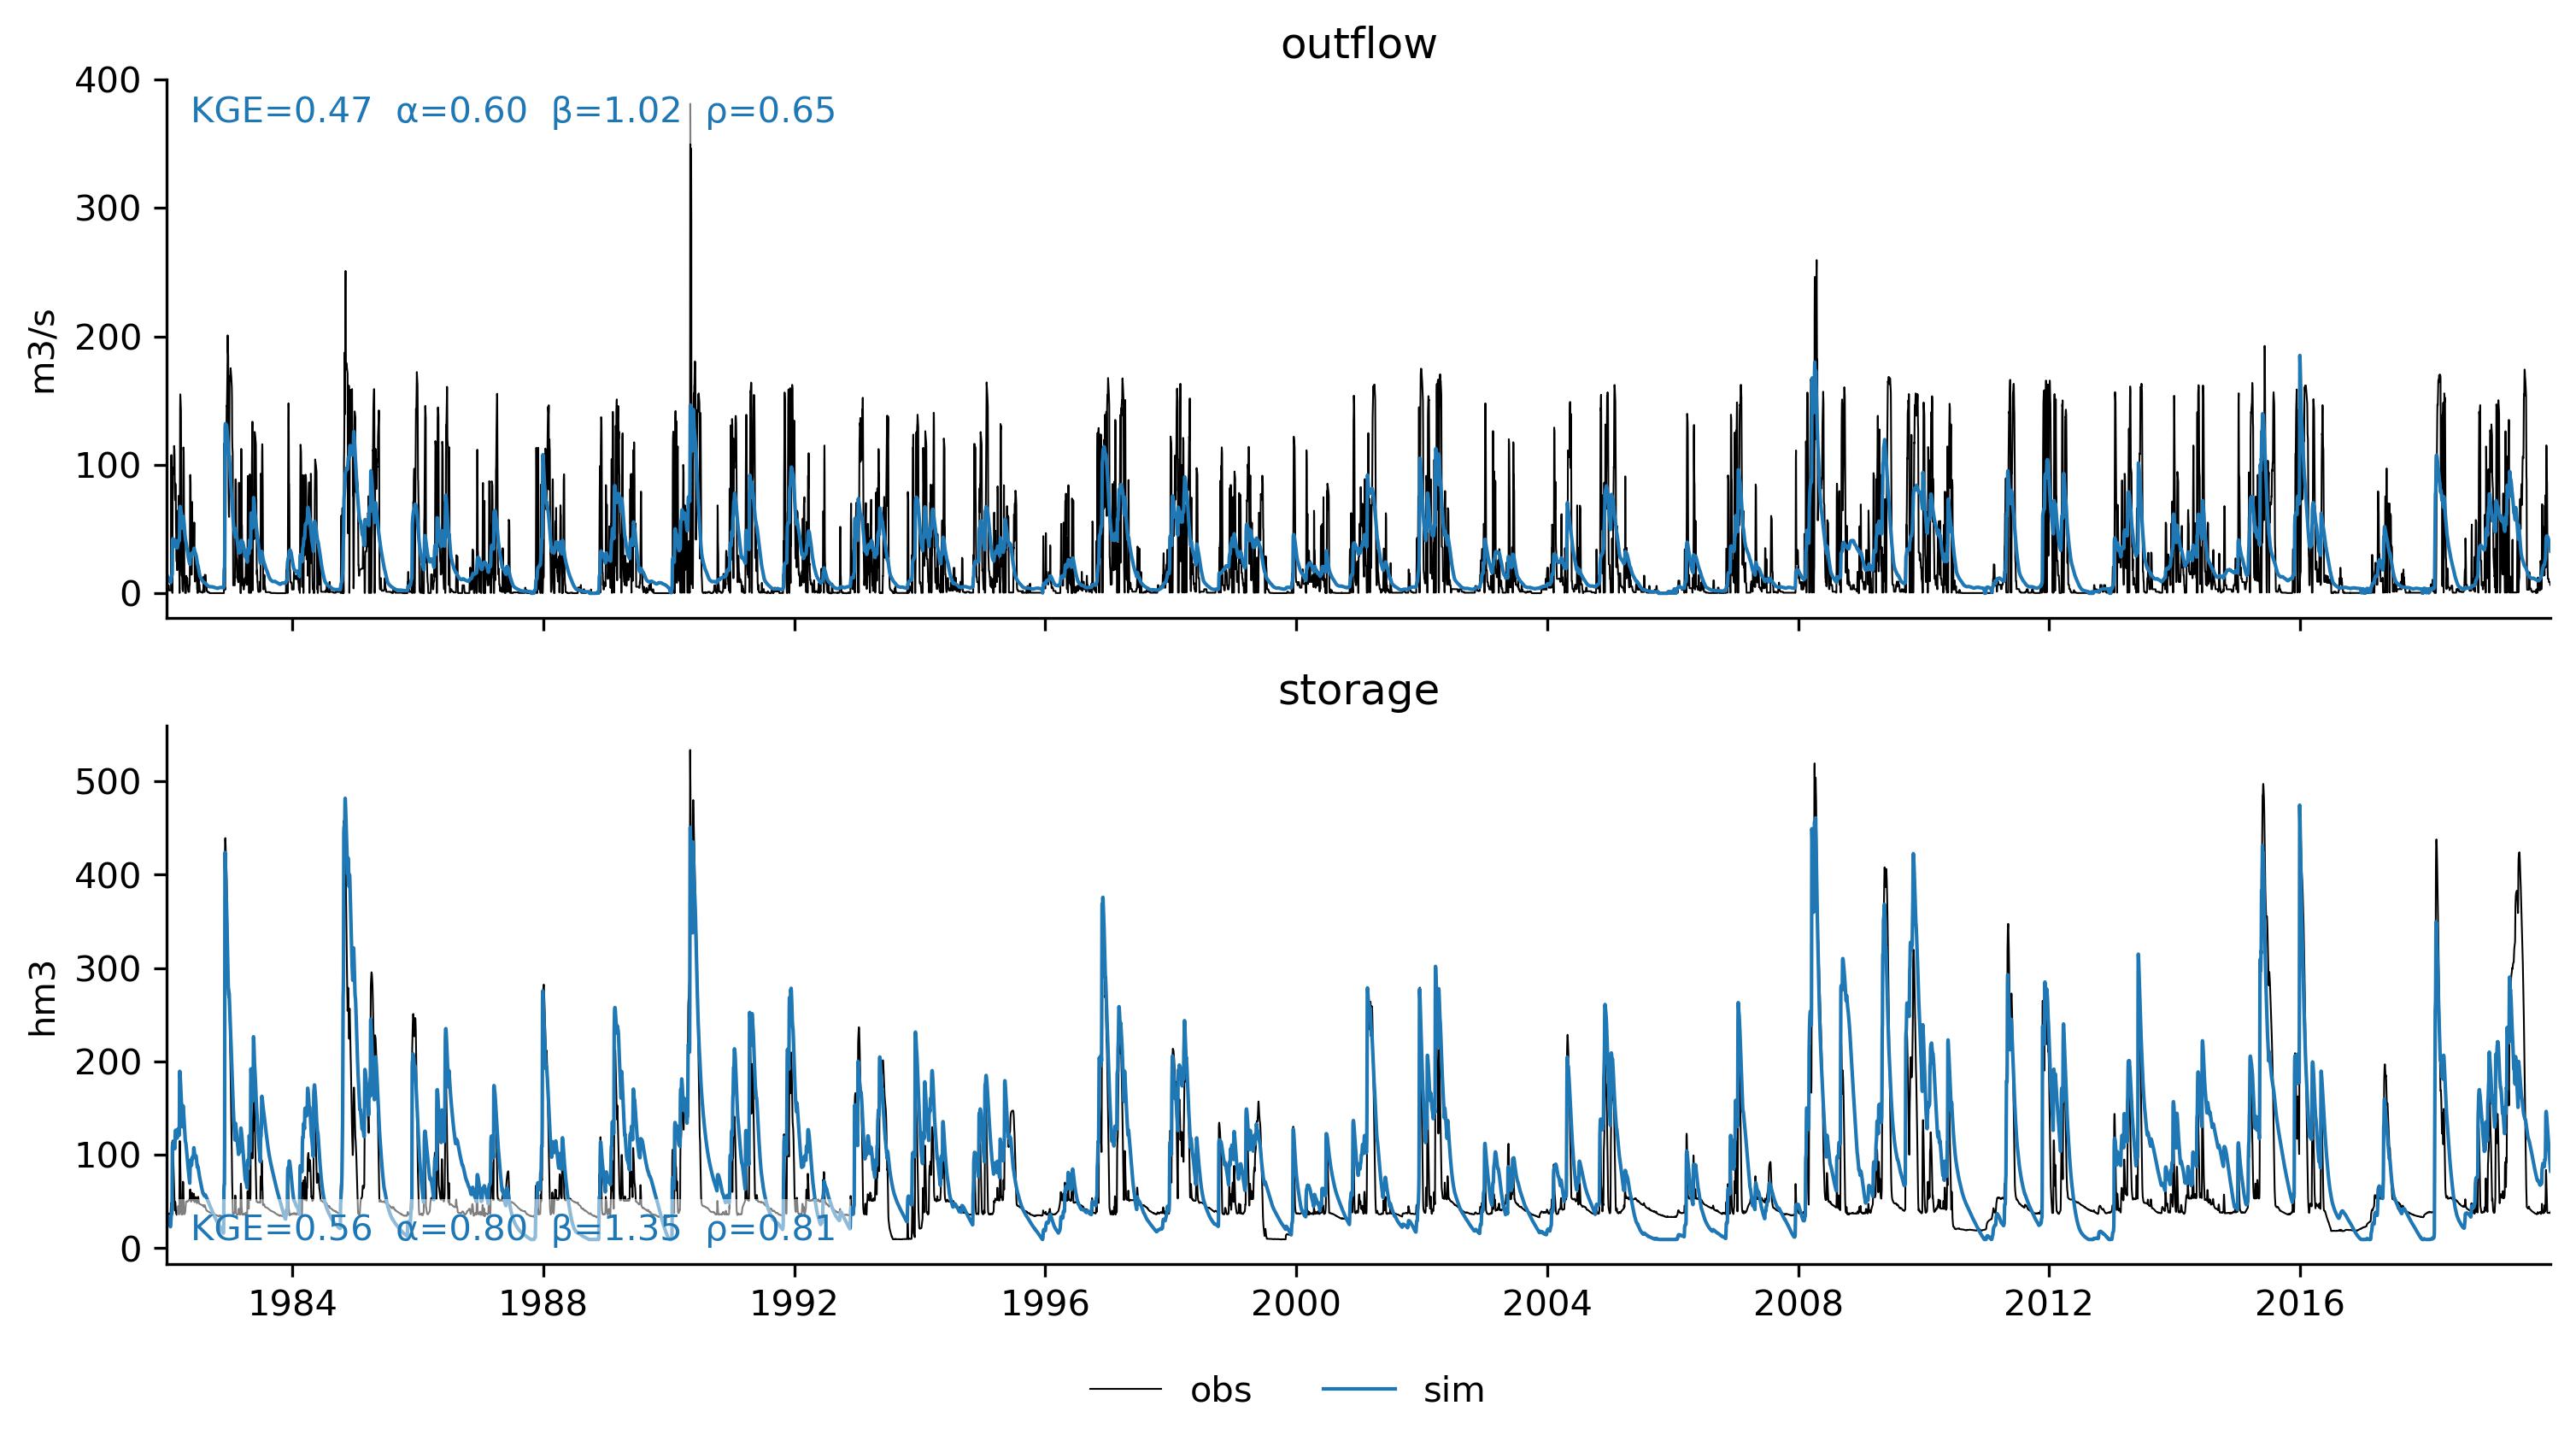 outflow
400
KGE=0.47 α=0.60 β=1.02 ρ=0.65
300
m3/s
200
100
0
storage
500
400
300
hm3
200
100
KGE=0.56 α=0.80 β=1.35 ρ=0.81
0
1984 1988 1992 1996 2000 2004 2008 2012 2016
obs sim